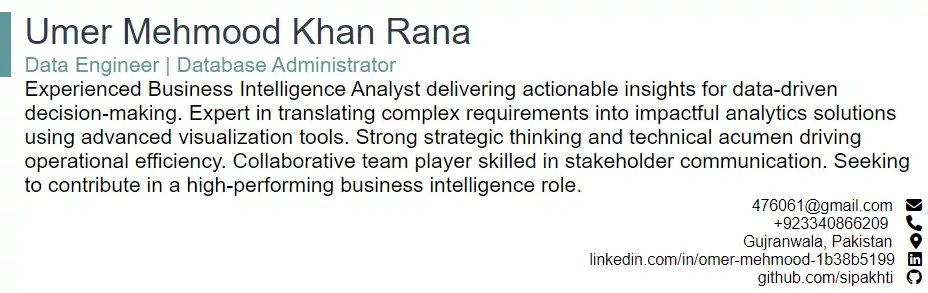 Umer Mehmood Khan Rana
Data Engineer | Database Administrator
Experienced Business Intelligence Analyst delivering actionable insights for data-driven
decision-making. Expert in translating complex requirements into impactful analytics solutions
using advanced visualization tools. Strong strategic thinking and technical acumen driving
operational efficiency. Collaborative team player skilled in stakeholder communication. Seeking
to contribute in a high-performing business intelligence role.
476061@gmail.com
+923340866209
Gujranwala, Pakistan
linkedin.com/in/omer-mehmood-1b38b5199
github.com/sipakhti